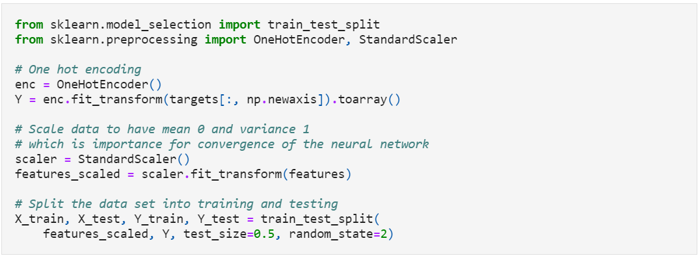 from sklearn.model_selection import train_test_split
from sklearn.preprocessing import OneHotEncoder, StandardScaler

# One hot encoding
enc = OneHotEncoder()
Y = enc.fit_transform(targets[:, np.newaxis]).toarray()

# Scale data to have mean 0 and variance 1
# which is importance for convergence of the neural network
scaler = StandardScaler()
features_scaled = scaler.fit_transform(features)

# Split the data set into training and testing
X_train, X_test, Y_train, Y_test = train_test_split(
    features_scaled, Y, test_size=0.5, random_state=2)